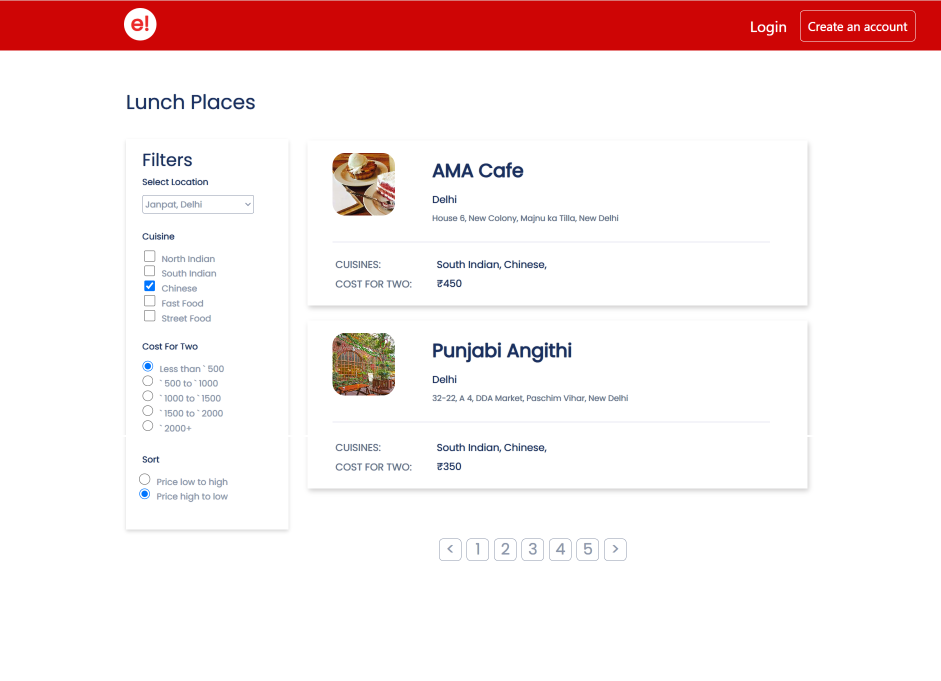 e!
Login
Create an account
Lunch Places
Filters
Select Location
Janpat, Delhi
Cuisine
North Indian
South Indian
Chinese
Fast Food
Street Food
Cost For Two
Less than ` 500
` 500 to ` 1000
` 1000 to ` 1500
` 1500 to ` 2000
` 2000+
Sort
Price low to high
Price high to low
AMA Cafe
Delhi
House 6, New Colony, Majnu ka Tilla, New Delhi
CUISINES: South Indian, Chinese,
COST FOR TWO: ₹450
Punjabi Angithi
Delhi
32-22, A 4, DDA Market, Paschim Vihar, New Delhi
CUISINES: South Indian, Chinese,
COST FOR TWO: ₹350
< 1 2 3 4 5 >